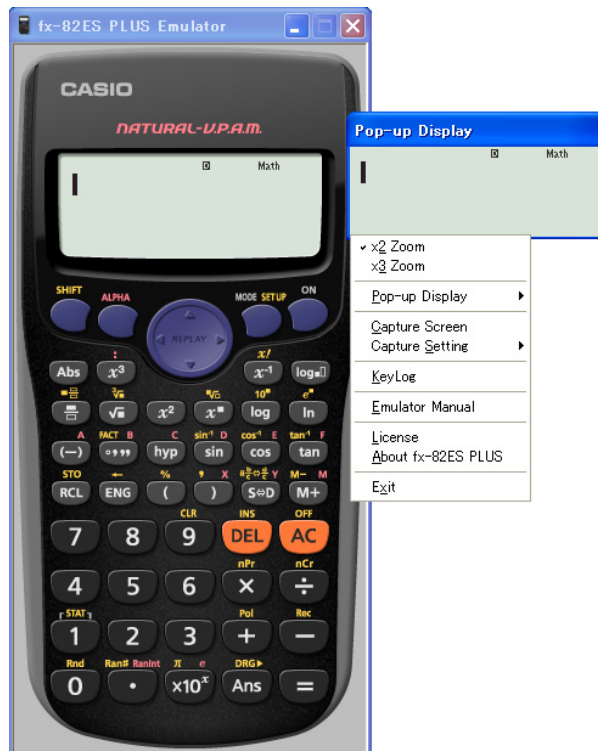 fx-82ES PLUS Emulator
CASIO
NATURAL-V.P.A.M.
D Math
Pop-up Display
D Math
x2 Zoom
x3 Zoom
Pop-up Display
Capture Screen
Capture Setting
KeyLog
Emulator Manual
License
About fx-82ES PLUS
Exit
SHIFT ALPHA MODE SETUP ON
REPLAY
: x!
Abs x³ x⁻¹ log
³√ ˣ√ 10 e
√ x² x log ln
A FACT B C sin⁻¹ D cos⁻¹ E tan⁻¹ F
(−) °,,, hyp sin cos tan
STO ← % , X Y M− M
RCL ENG ( ) S⇔D M+
CLR INS OFF
7 8 9 DEL AC
nPr nCr
4 5 6 × ÷
STAT Pol Rec
1 2 3 + −
Rnd Ran# RanInt π e DRG▶
0 • ×10ˣ Ans =